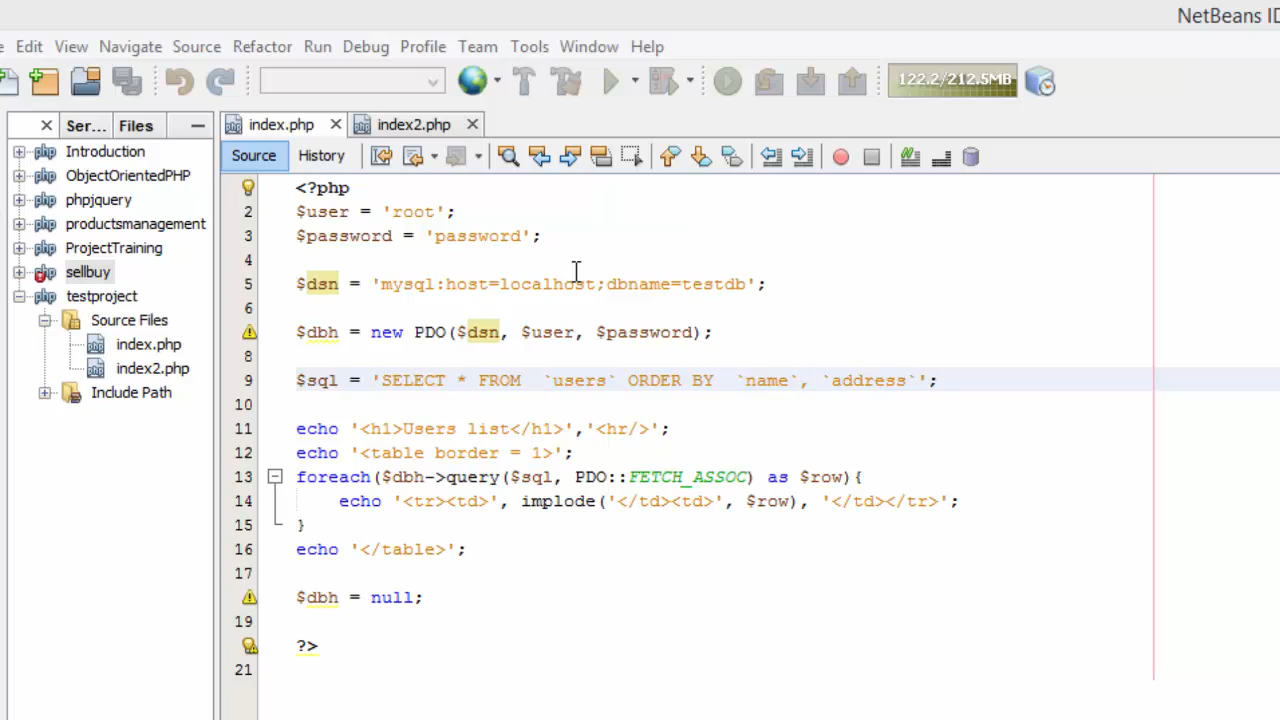 NetBeans ID
e Edit View Navigate Source Refactor Run Debug Profile Team Tools Window Help
122.2/212.5MB
Ser... Files
index.php index2.php
Source History
Introduction
ObjectOrientedPHP
phpjquery
productsmanagement
ProjectTraining
sellbuy
testproject
Source Files
index.php
index2.php
Include Path
<?php
2 $user = 'root';
3 $password = 'password';
4
5 $dsn = 'mysql:host=localhost;dbname=testdb';
6
$dbh = new PDO($dsn, $user, $password);
8
9 $sql = 'SELECT * FROM  `users` ORDER BY  `name`, `address`';
10
11 echo '<h1>Users list</h1>','<hr/>';
12 echo '<table border = 1>';
13 foreach($dbh->query($sql, PDO::FETCH_ASSOC) as $row){
14 echo '<tr><td>', implode('</td><td>', $row), '</td></tr>';
15 }
16 echo '</table>';
17
$dbh = null;
19
?>
21